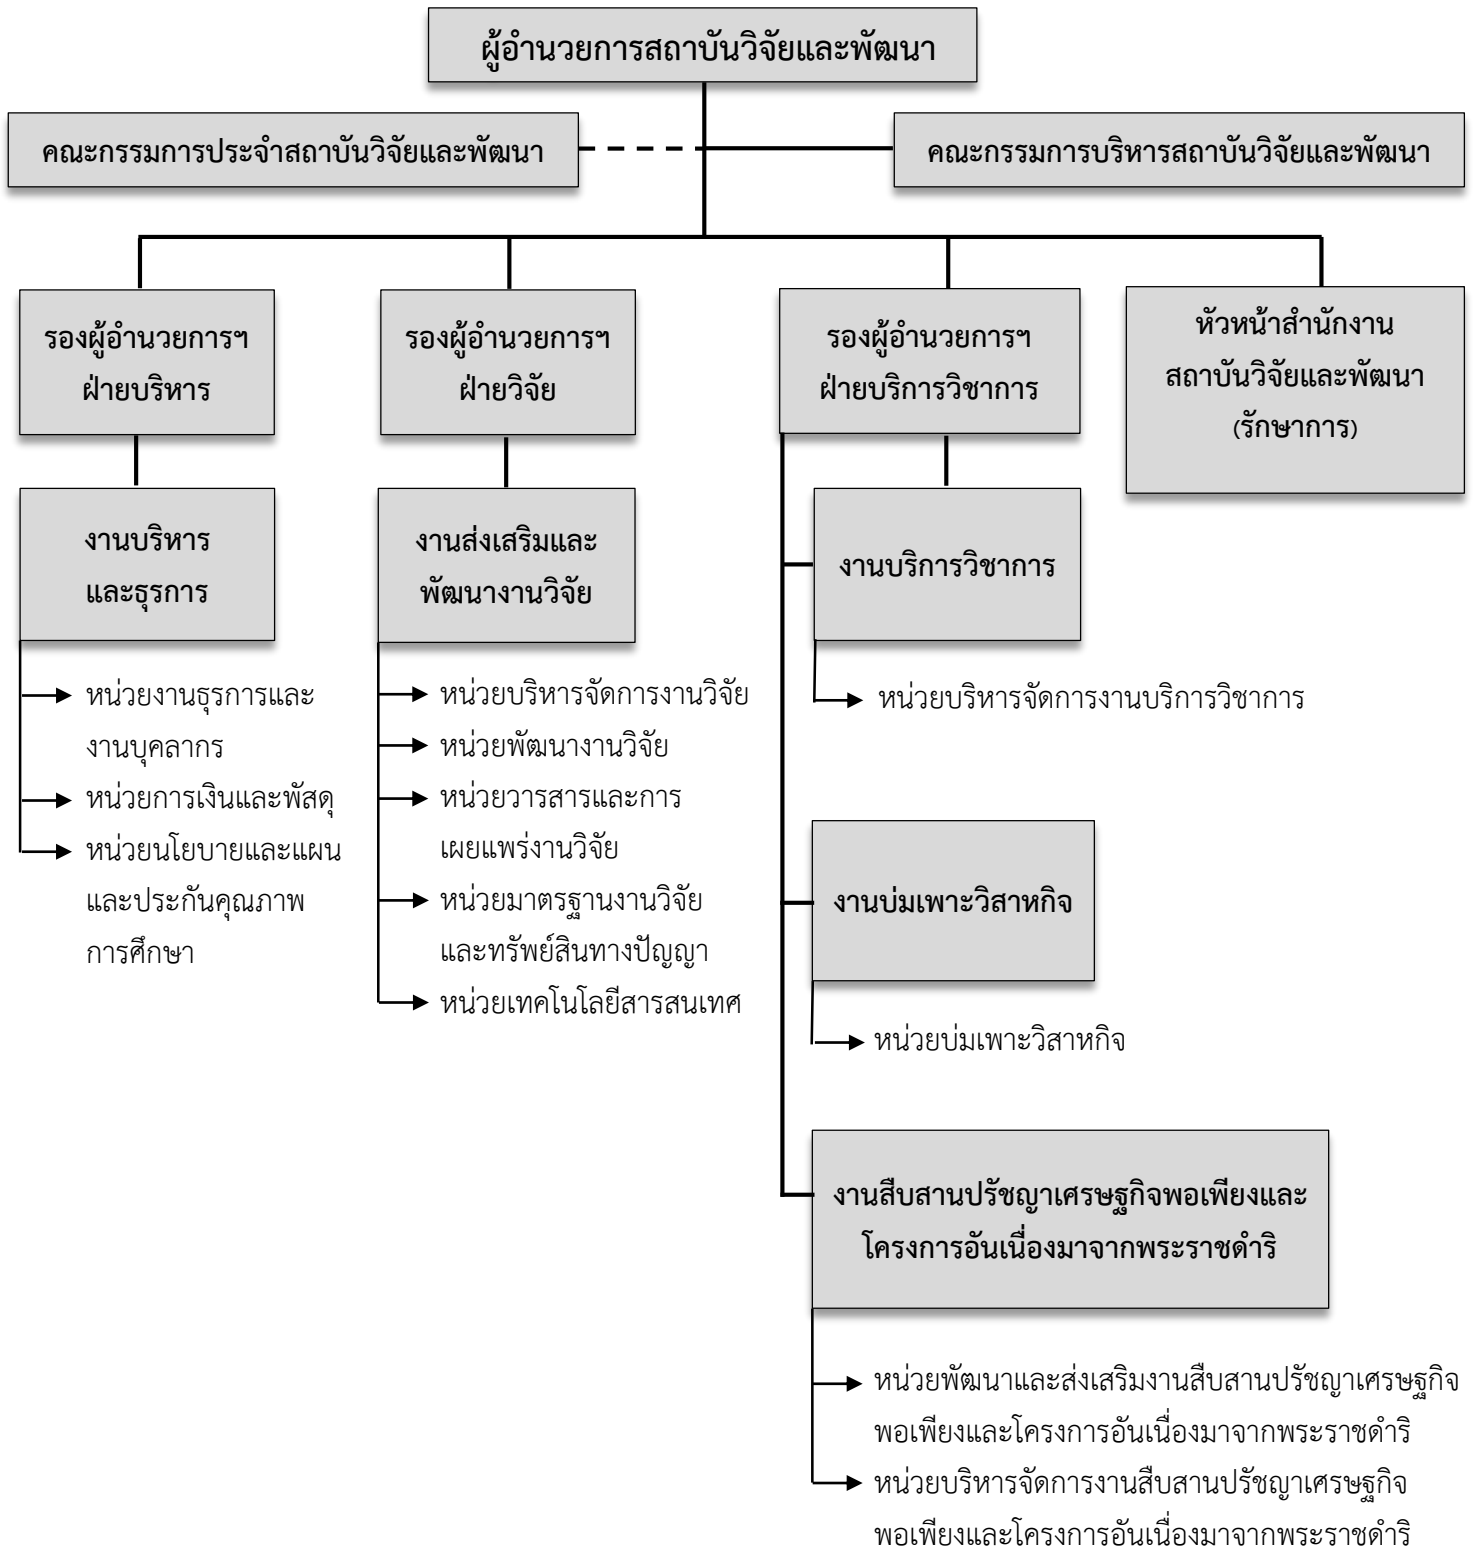 ผู้อำนวยการสถาบันวิจัยและพัฒนา
คณะกรรมการประจำสถาบันวิจัยและพัฒนา
คณะกรรมการบริหารสถาบันวิจัยและพัฒนา
รองผู้อำนวยการฯ
ฝ่ายบริหาร
รองผู้อำนวยการฯ
ฝ่ายวิจัย
รองผู้อำนวยการฯ
ฝ่ายบริการวิชาการ
หัวหน้าสำนักงาน
สถาบันวิจัยและพัฒนา
(รักษาการ)
งานบริหาร
และธุรการ
หน่วยงานธุรการและ
งานบุคลากร
หน่วยการเงินและพัสดุ
หน่วยนโยบายและแผน
และประกันคุณภาพ
การศึกษา
งานส่งเสริมและ
พัฒนางานวิจัย
หน่วยบริหารจัดการงานวิจัย
หน่วยพัฒนางานวิจัย
หน่วยวารสารและการ
เผยแพร่งานวิจัย
หน่วยมาตรฐานงานวิจัย
และทรัพย์สินทางปัญญา
หน่วยเทคโนโลยีสารสนเทศ
งานบริการวิชาการ
หน่วยบริหารจัดการงานบริการวิชาการ
งานบ่มเพาะวิสาหกิจ
หน่วยบ่มเพาะวิสาหกิจ
งานสืบสานปรัชญาเศรษฐกิจพอเพียงและ
โครงการอันเนื่องมาจากพระราชดำริ
หน่วยพัฒนาและส่งเสริมงานสืบสานปรัชญาเศรษฐกิจ
พอเพียงและโครงการอันเนื่องมาจากพระราชดำริ
หน่วยบริหารจัดการงานสืบสานปรัชญาเศรษฐกิจ
พอเพียงและโครงการอันเนื่องมาจากพระราชดำริ